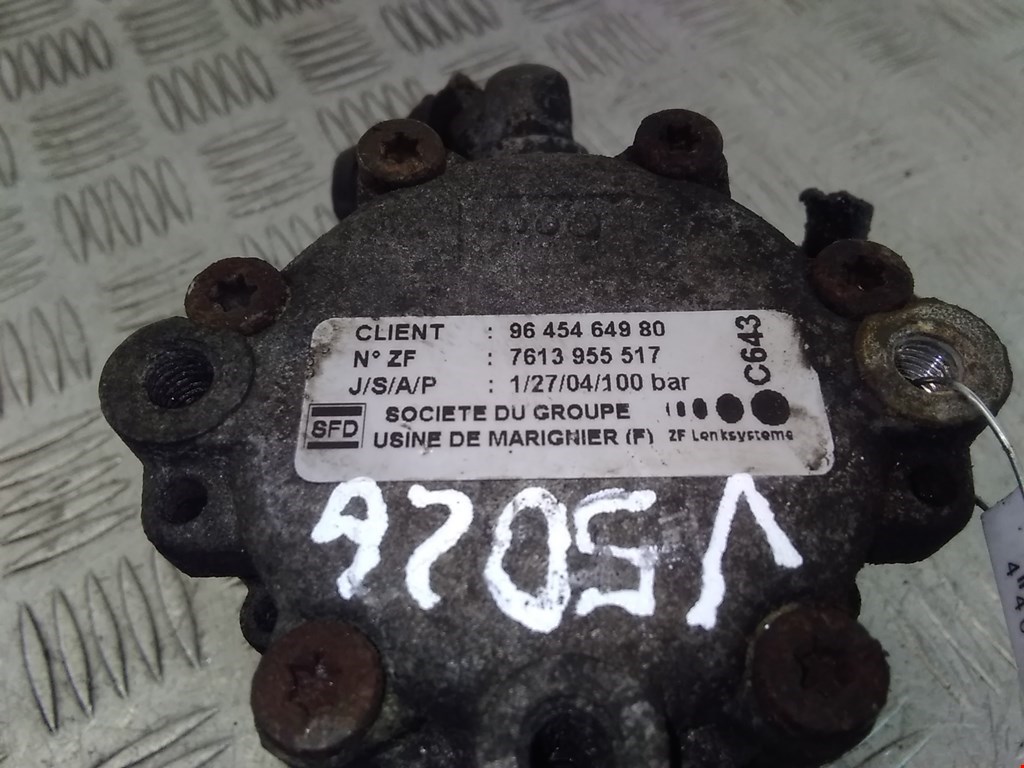 CLIENT : 96 454 649 80
N° ZF : 7613 955 517
J/S/A/P : 1/27/04/100 bar
C643
SFD
SOCIETE DU GROUPE
USINE DE MARIGNIER (F)
ZF Lenksysteme